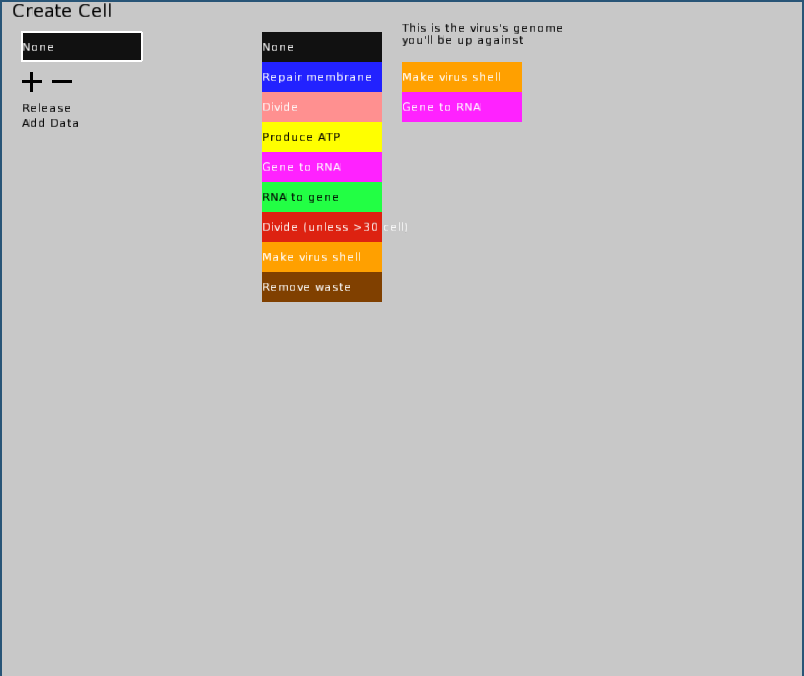 Create Cell
None
Release
Add Data
None
Repair membrane
Divide
Produce ATP
Gene to RNA
RNA to gene
Divide (unless >30 cell)
Make virus shell
Remove waste
This is the virus's genome
you'll be up against
Make virus shell
Gene to RNA